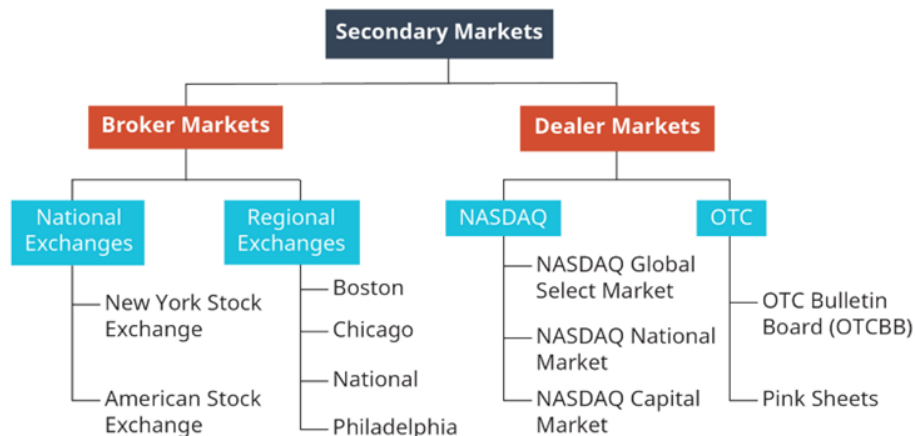 Secondary Markets
Broker Markets
Dealer Markets
National
Exchanges
Regional
Exchanges
NASDAQ
OTC
New York Stock
Exchange
American Stock
Exchange
Boston
Chicago
National
Philadelphia
NASDAQ Global
Select Market
NASDAQ National
Market
NASDAQ Capital
Market
OTC Bulletin
Board (OTCBB)
Pink Sheets